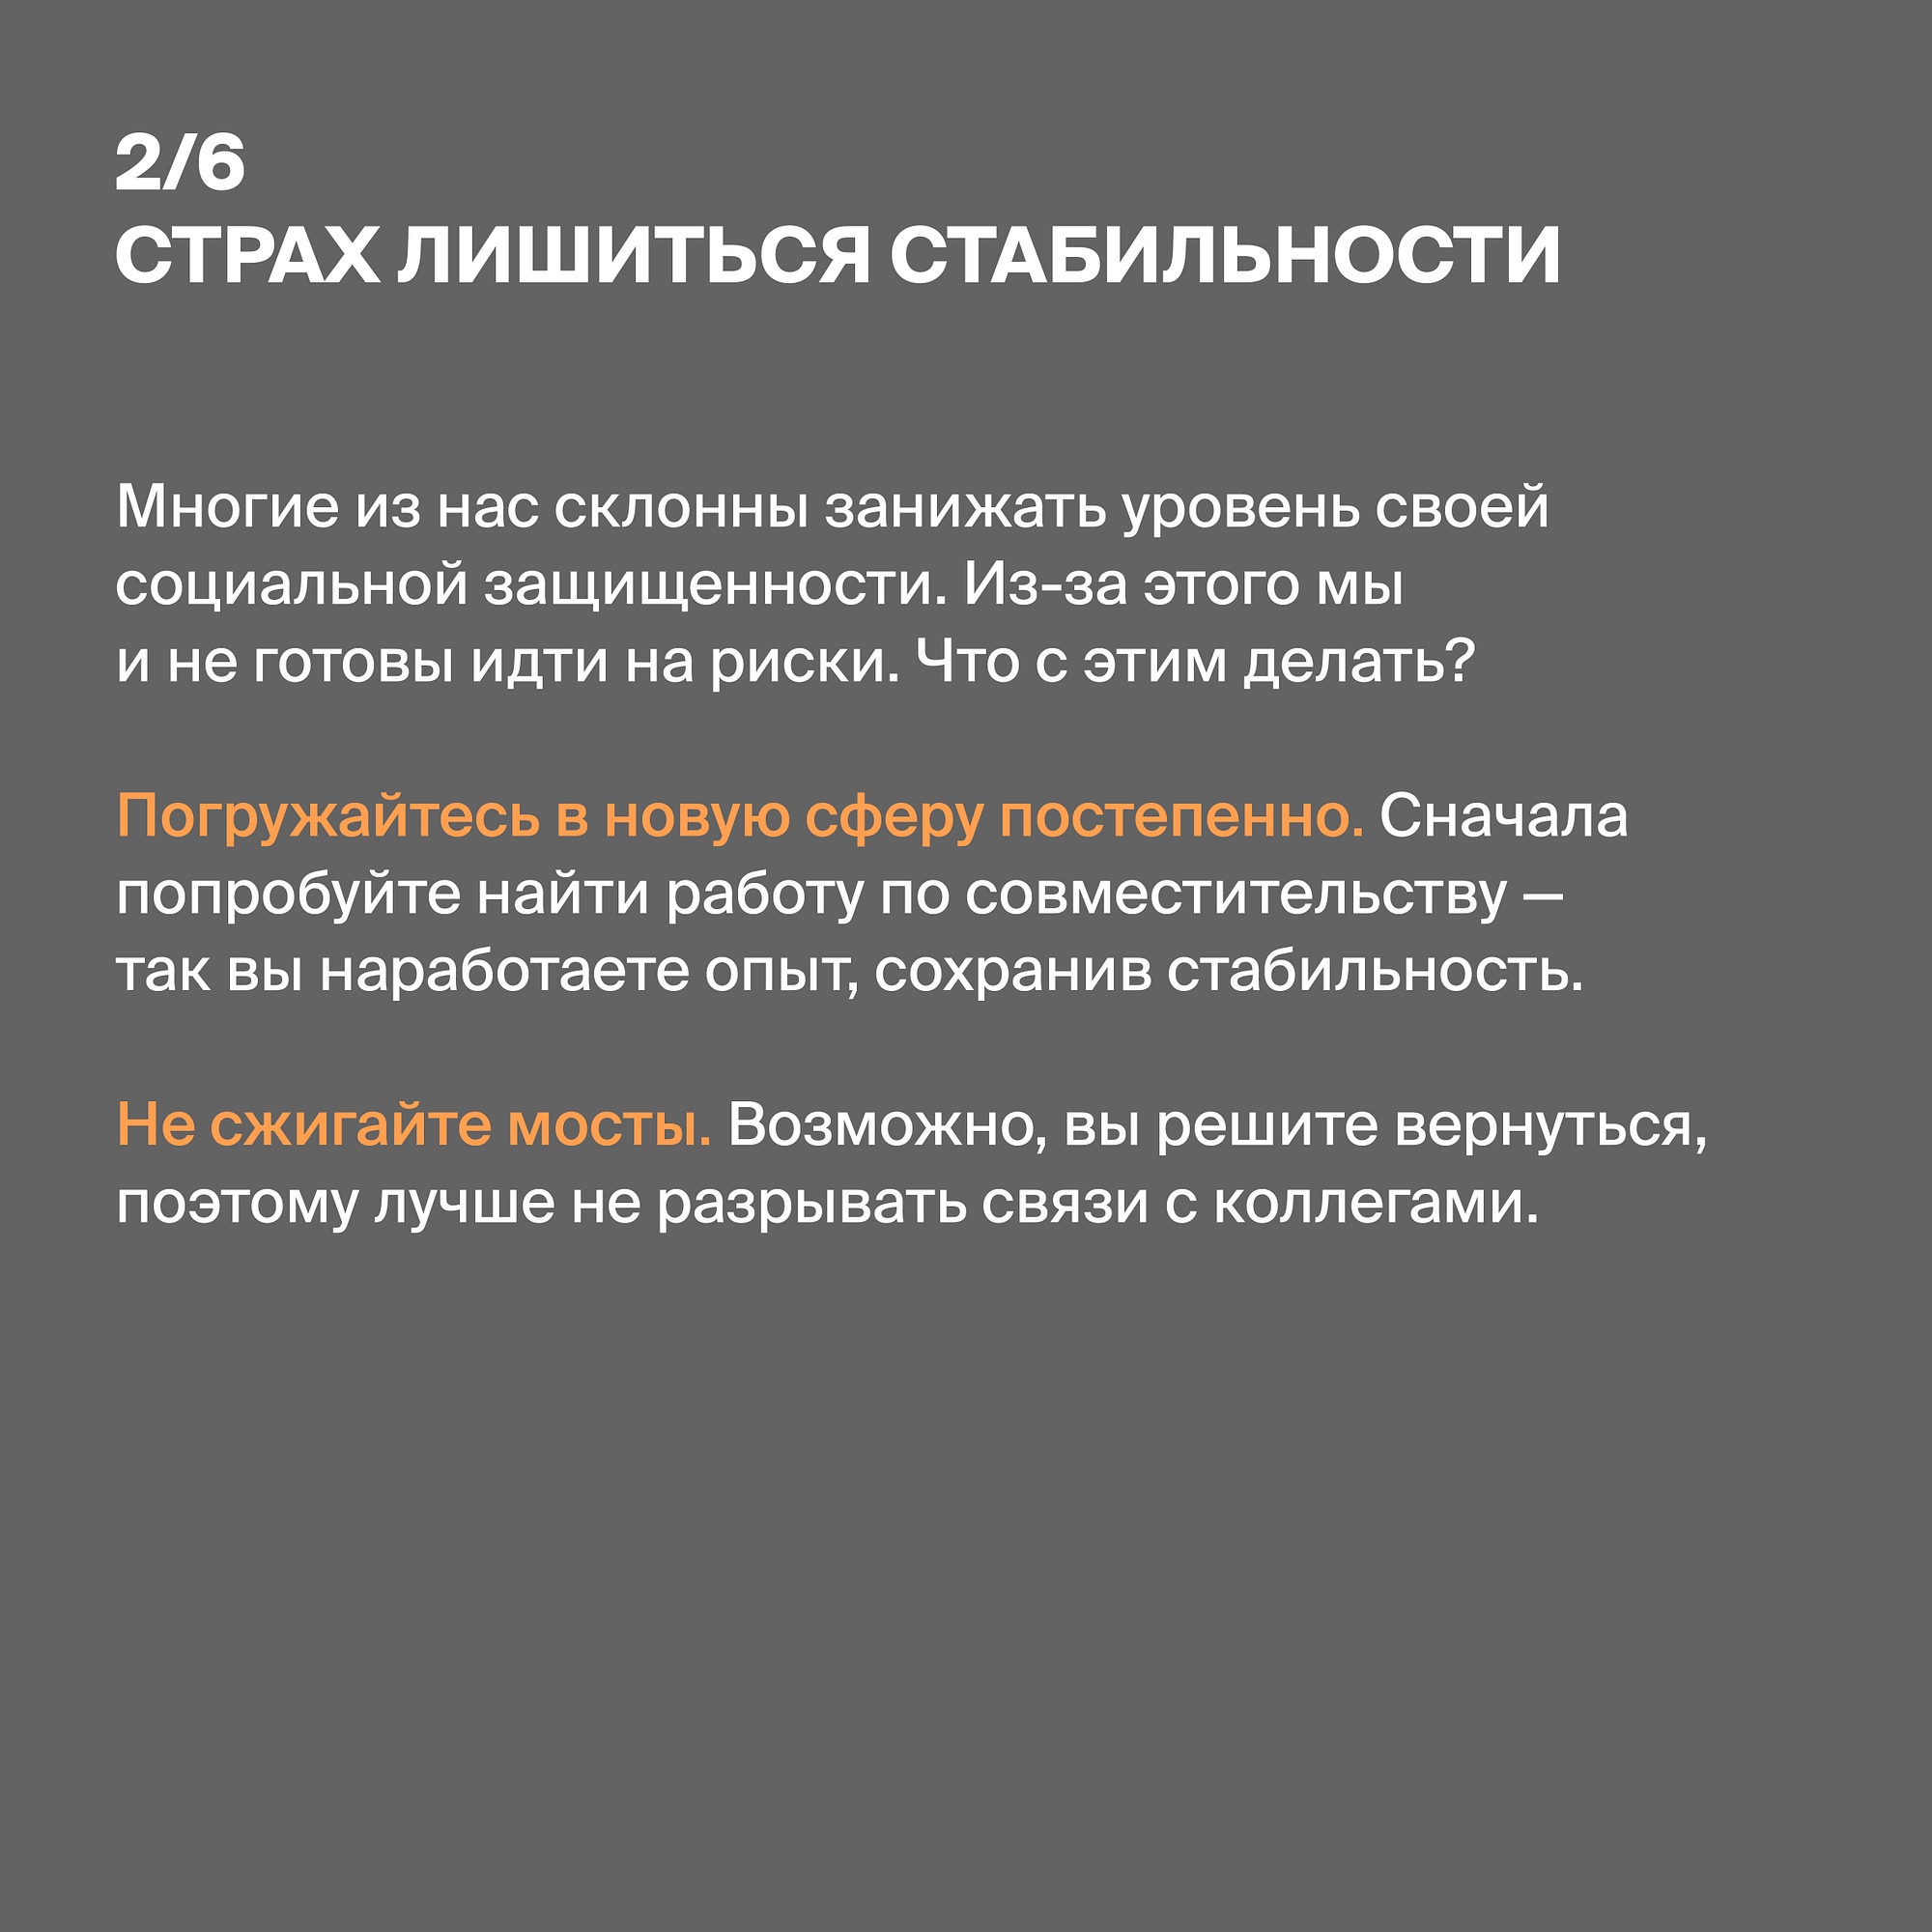 2/6
СТРАХ ЛИШИТЬСЯ СТАБИЛЬНОСТИ
Многие из нас склонны занижать уровень своей
социальной защищенности. Из-за этого мы
и не готовы идти на риски. Что с этим делать?
Погружайтесь в новую сферу постепенно. Сначала
попробуйте найти работу по совместительству —
так вы наработаете опыт, сохранив стабильность.
Не сжигайте мосты. Возможно, вы решите вернуться,
поэтому лучше не разрывать связи с коллегами.